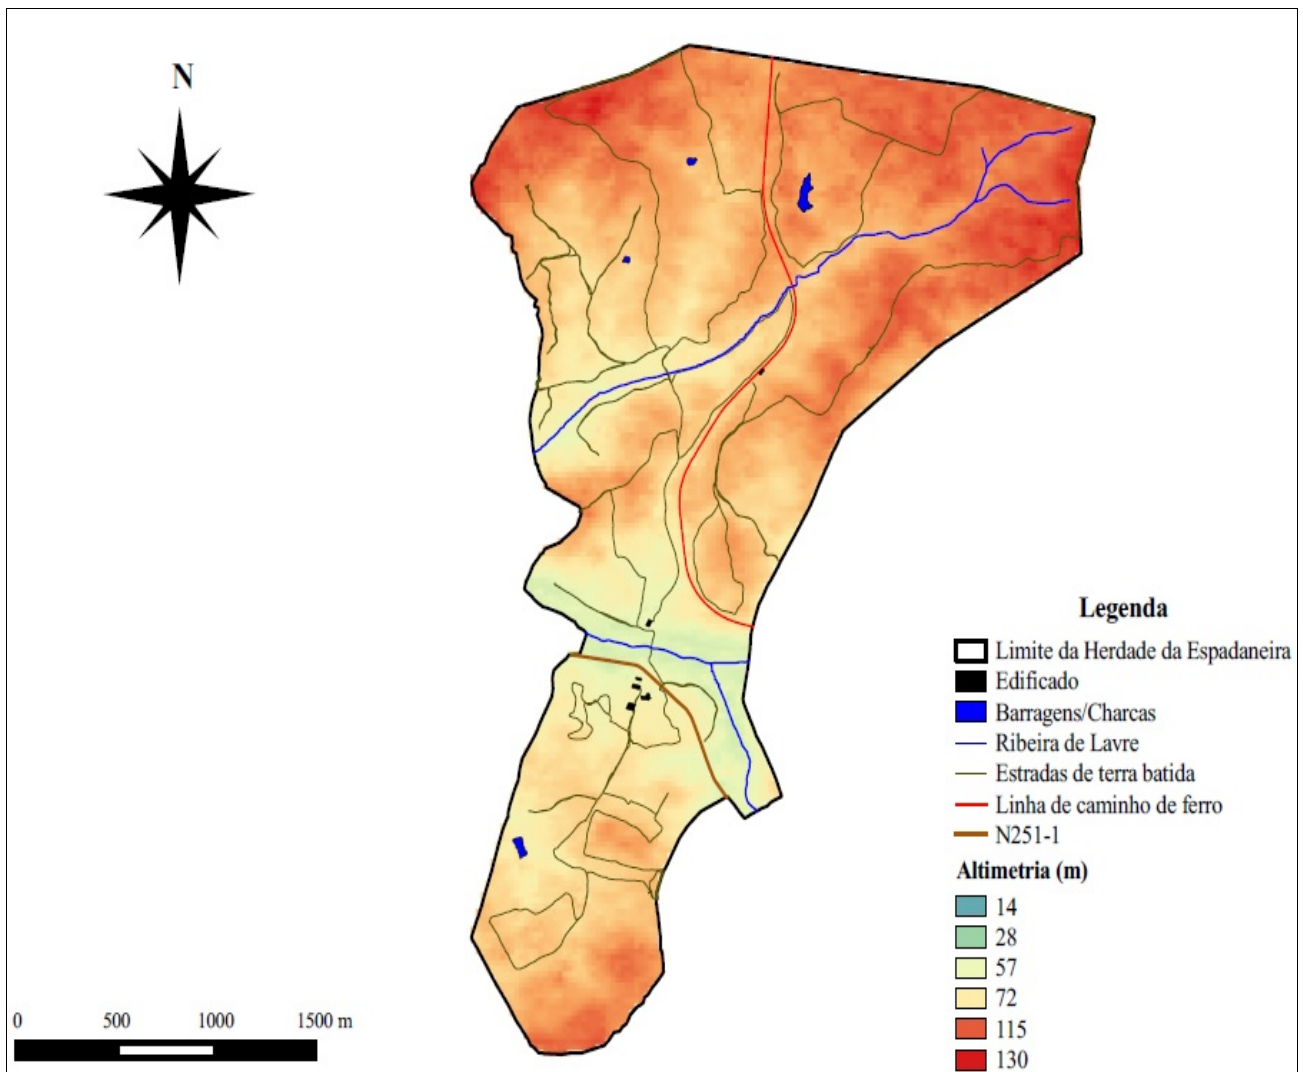 N
Legenda
Limite da Herdade da Espadaneira
Edificado
Barragens/Charcas
Ribeira de Lavre
Estradas de terra batida
Linha de caminho de ferro
N251-1
Altimetria (m)
14
28
57
72
115
130
0 500 1000 1500 m